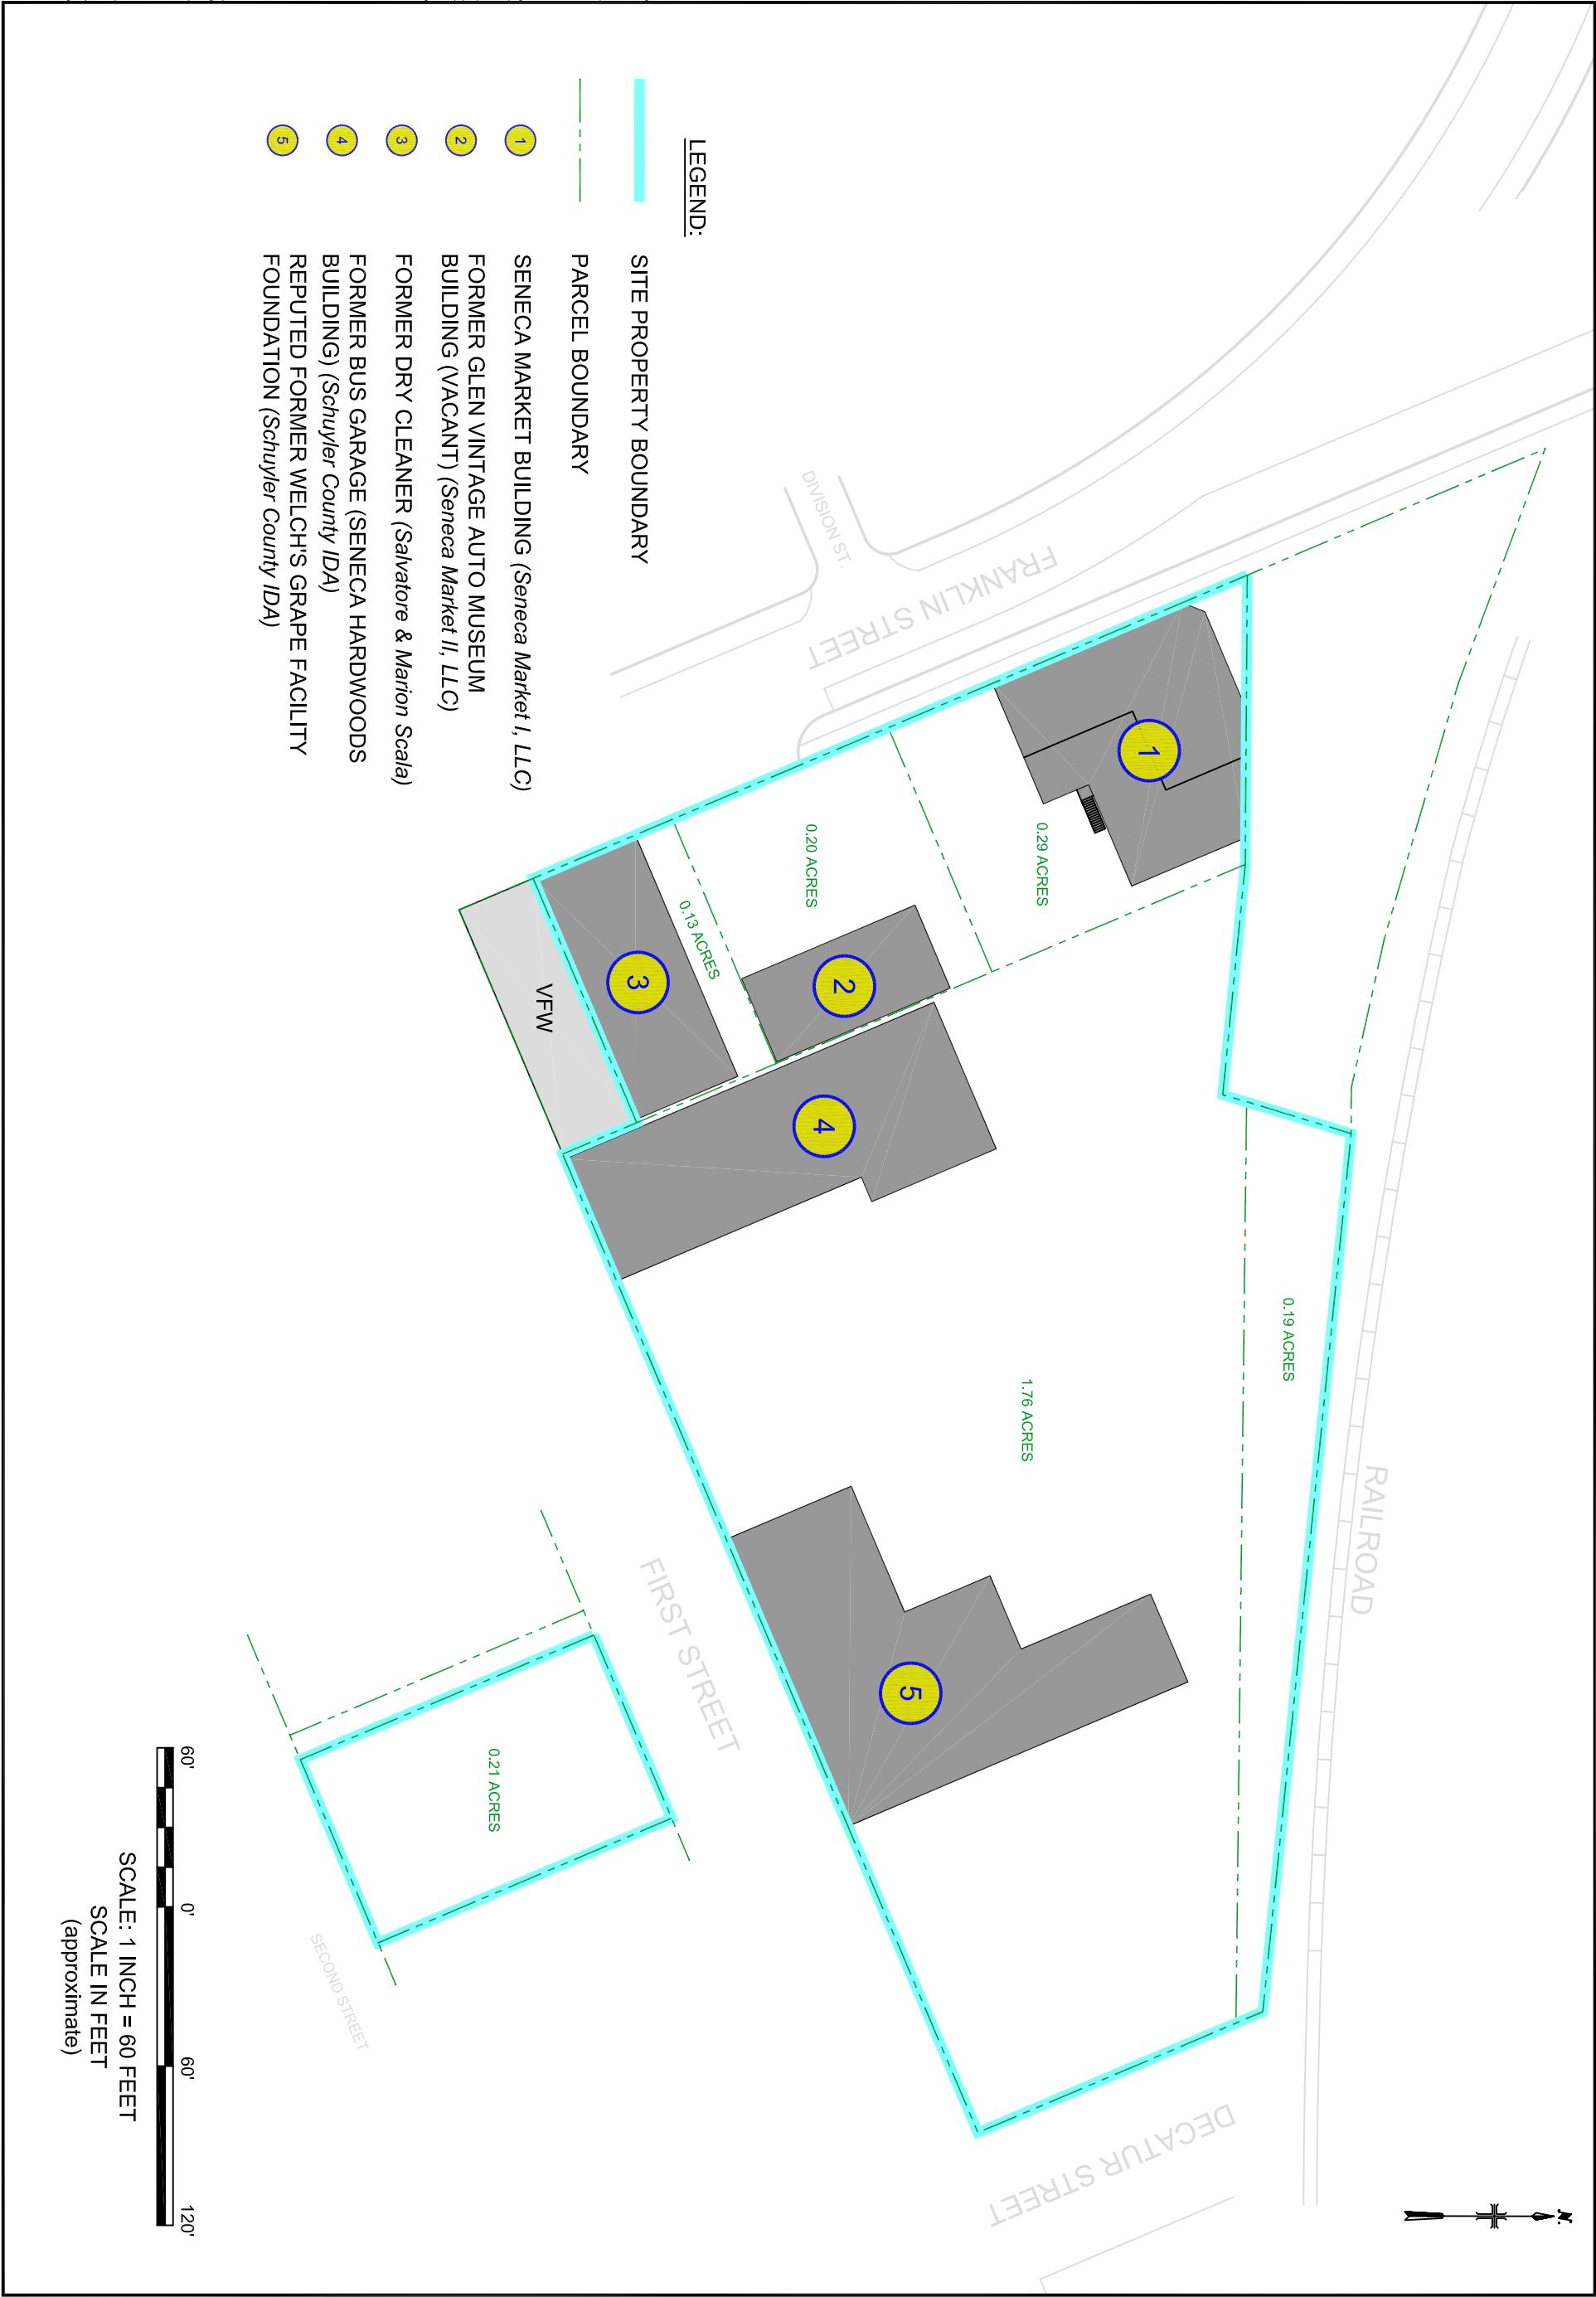 LEGEND:
SITE PROPERTY BOUNDARY
PARCEL BOUNDARY
1 SENECA MARKET BUILDING (Seneca Market I, LLC)
2 FORMER GLEN VINTAGE AUTO MUSEUM
BUILDING (VACANT) (Seneca Market II, LLC)
3 FORMER DRY CLEANER (Salvatore & Marion Scala)
4 FORMER BUS GARAGE (SENECA HARDWOODS
BUILDING) (Schuyler County IDA)
5 REPUTED FORMER WELCH'S GRAPE FACILITY
FOUNDATION (Schuyler County IDA)
DIVISION ST.
FRANKLIN STREET
1
0.29 ACRES
0.20 ACRES
2
0.13 ACRES
3
VFW
4
0.19 ACRES
1.76 ACRES
RAILROAD
5
FIRST STREET
0.21 ACRES
SECOND STREET
DECATUR STREET
N.
60' 0' 60' 120'
SCALE: 1 INCH = 60 FEET
SCALE IN FEET
(approximate)